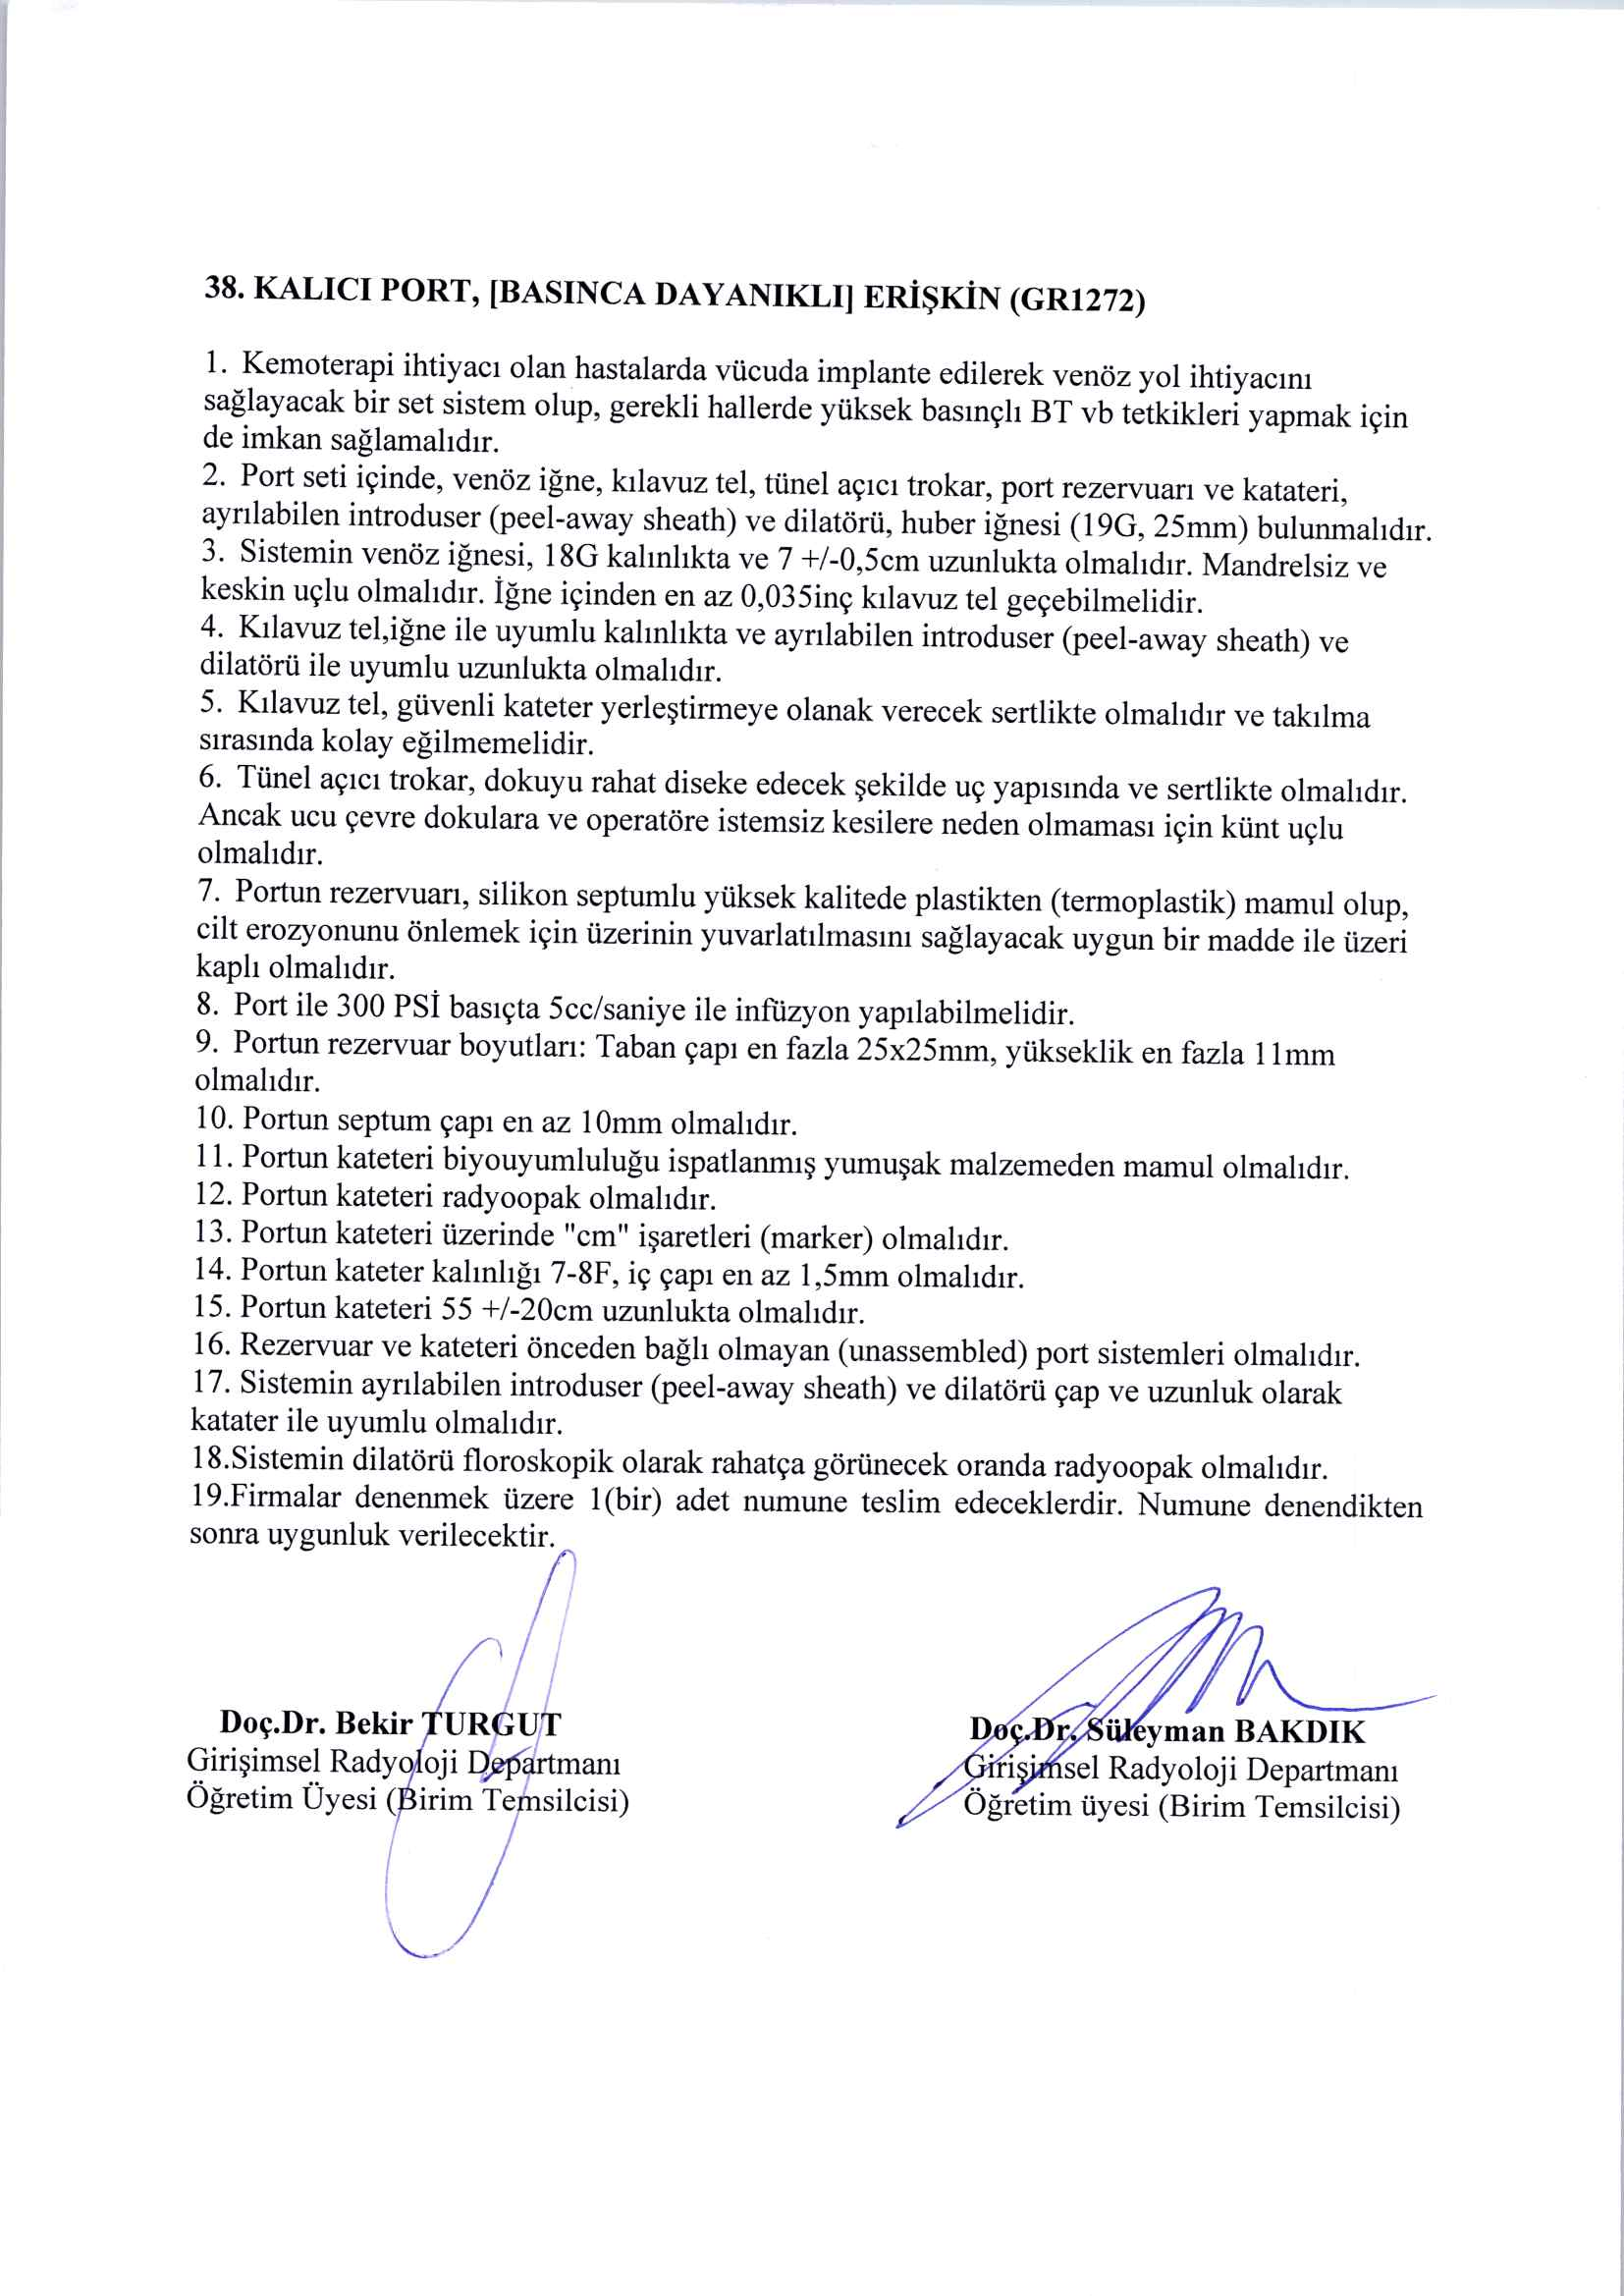 38. KALICI PORT, [BASINCA DAYANIKLI] ERİŞKİN (GR1272)
1. Kemoterapi ihtiyacı olan hastalarda vücuda implante edilerek venöz yol ihtiyacını
sağlayacak bir set sistem olup, gerekli hallerde yüksek basınçlı BT vb tetkikleri yapmak için
de imkan sağlamalıdır.
2. Port seti içinde, venöz iğne, kılavuz tel, tünel açıcı trokar, port rezervuarı ve katateri,
ayrılabilen introduser (peel-away sheath) ve dilatörü, huber iğnesi (19G, 25mm) bulunmalıdır.
3. Sistemin venöz iğnesi, 18G kalınlıkta ve 7 +/-0,5cm uzunlukta olmalıdır. Mandrelsiz ve
keskin uçlu olmalıdır. İğne içinden en az 0,035inç kılavuz tel geçebilmelidir.
4. Kılavuz tel,iğne ile uyumlu kalınlıkta ve ayrılabilen introduser (peel-away sheath) ve
dilatörü ile uyumlu uzunlukta olmalıdır.
5. Kılavuz tel, güvenli kateter yerleştirmeye olanak verecek sertlikte olmalıdır ve takılma
sırasında kolay eğilmemelidir.
6. Tünel açıcı trokar, dokuyu rahat diseke edecek şekilde uç yapısında ve sertlikte olmalıdır.
Ancak ucu çevre dokulara ve operatöre istemsiz kesilere neden olmaması için künt uçlu
olmalıdır.
7. Portun rezervuarı, silikon septumlu yüksek kalitede plastikten (termoplastik) mamul olup,
cilt erozyonunu önlemek için üzerinin yuvarlatılmasını sağlayacak uygun bir madde ile üzeri
kaplı olmalıdır.
8. Port ile 300 PSİ basıçta 5cc/saniye ile infüzyon yapılabilmelidir.
9. Portun rezervuar boyutları: Taban çapı en fazla 25x25mm, yükseklik en fazla 11mm
olmalıdır.
10. Portun septum çapı en az 10mm olmalıdır.
11. Portun kateteri biyouyumluluğu ispatlanmış yumuşak malzemeden mamul olmalıdır.
12. Portun kateteri radyoopak olmalıdır.
13. Portun kateteri üzerinde "cm" işaretleri (marker) olmalıdır.
14. Portun kateter kalınlığı 7-8F, iç çapı en az 1,5mm olmalıdır.
15. Portun kateteri 55 +/-20cm uzunlukta olmalıdır.
16. Rezervuar ve kateteri önceden bağlı olmayan (unassembled) port sistemleri olmalıdır.
17. Sistemin ayrılabilen introduser (peel-away sheath) ve dilatörü çap ve uzunluk olarak
katater ile uyumlu olmalıdır.
18.Sistemin dilatörü floroskopik olarak rahatça görünecek oranda radyoopak olmalıdır.
19.Firmalar denenmek üzere 1(bir) adet numune teslim edeceklerdir. Numune denendikten
sonra uygunluk verilecektir.
Doç.Dr. Bekir TURGUT
Girişimsel Radyoloji Departmanı
Öğretim Üyesi (Birim Temsilcisi)
Doç.Dr. Süleyman BAKDIK
Girişimsel Radyoloji Departmanı
Öğretim üyesi (Birim Temsilcisi)